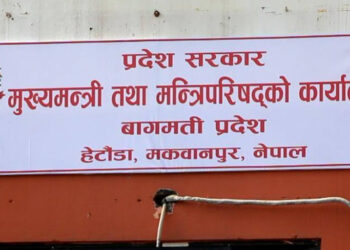 प्रदेश सरकार
मुख्यमन्त्री तथा मन्त्रिपरिषद्को
बागमती प्रदेश
हेटौंडा, मकवानपुर, नेपाल